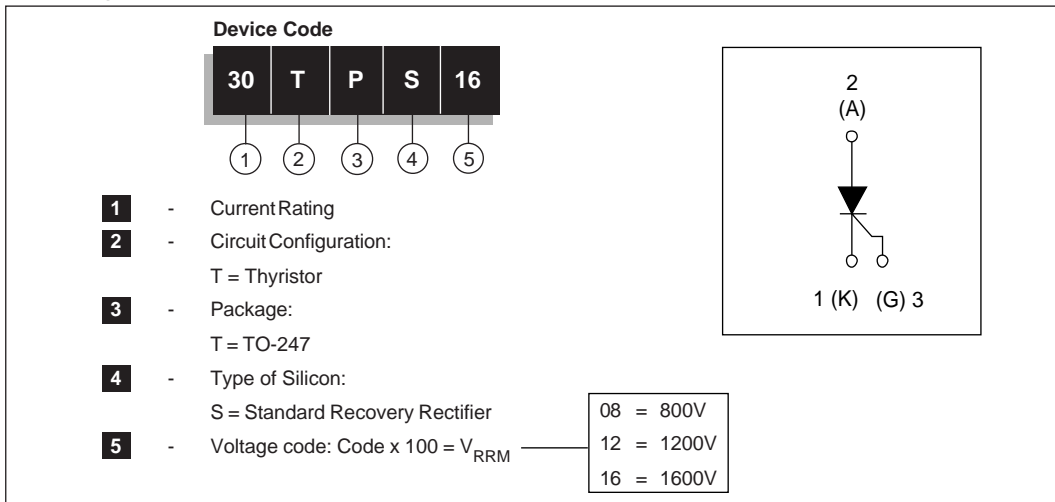 Device Code
30 T P S 16
1 2 3 4 5
1 - Current Rating
2 - Circuit Configuration:
T = Thyristor
3 - Package:
T = TO-247
4 - Type of Silicon:
S = Standard Recovery Rectifier
5 - Voltage code: Code x 100 = VRRM
08 = 800V
12 = 1200V
16 = 1600V
2
(A)
1 (K) (G) 3